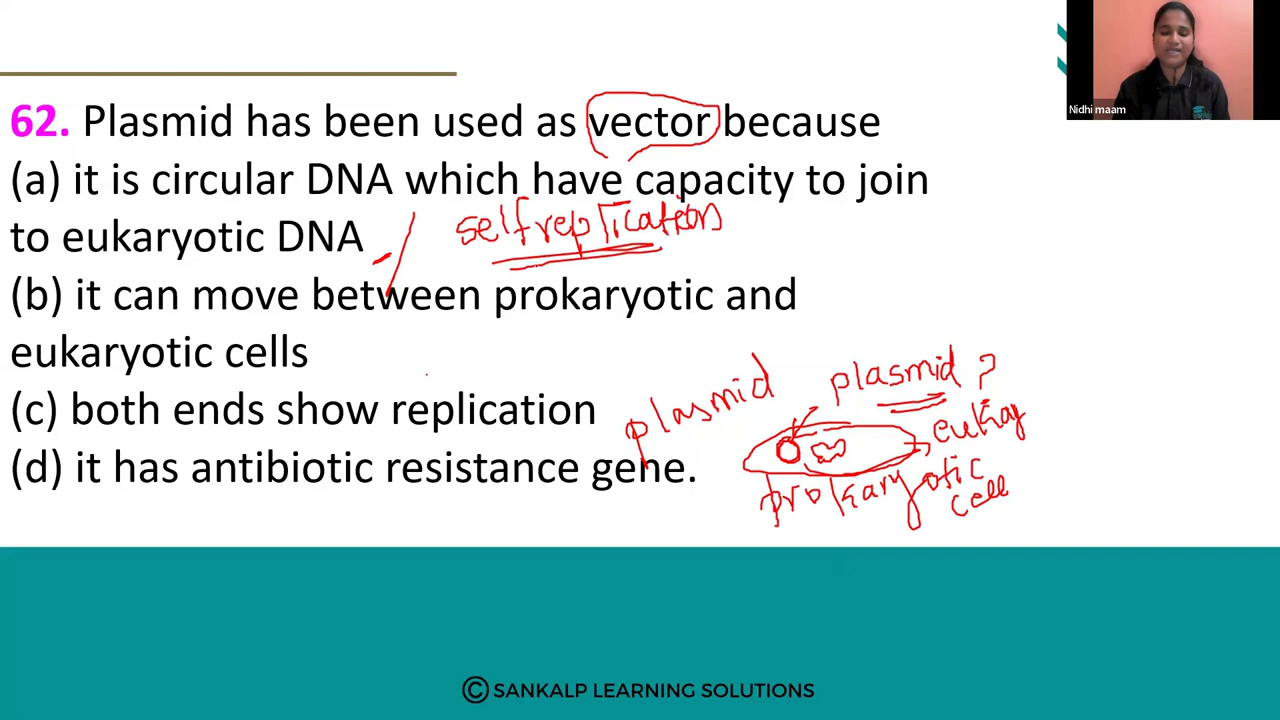 Nidhi maam
62. Plasmid has been used as vector because
(a) it is circular DNA which have capacity to join
to eukaryotic DNA
self replication
(b) it can move between prokaryotic and
eukaryotic cells
(c) both ends show replication
(d) it has antibiotic resistance gene.
plasmid
plasmid ?
eukary
prokaryotic
cell
© SANKALP LEARNING SOLUTIONS